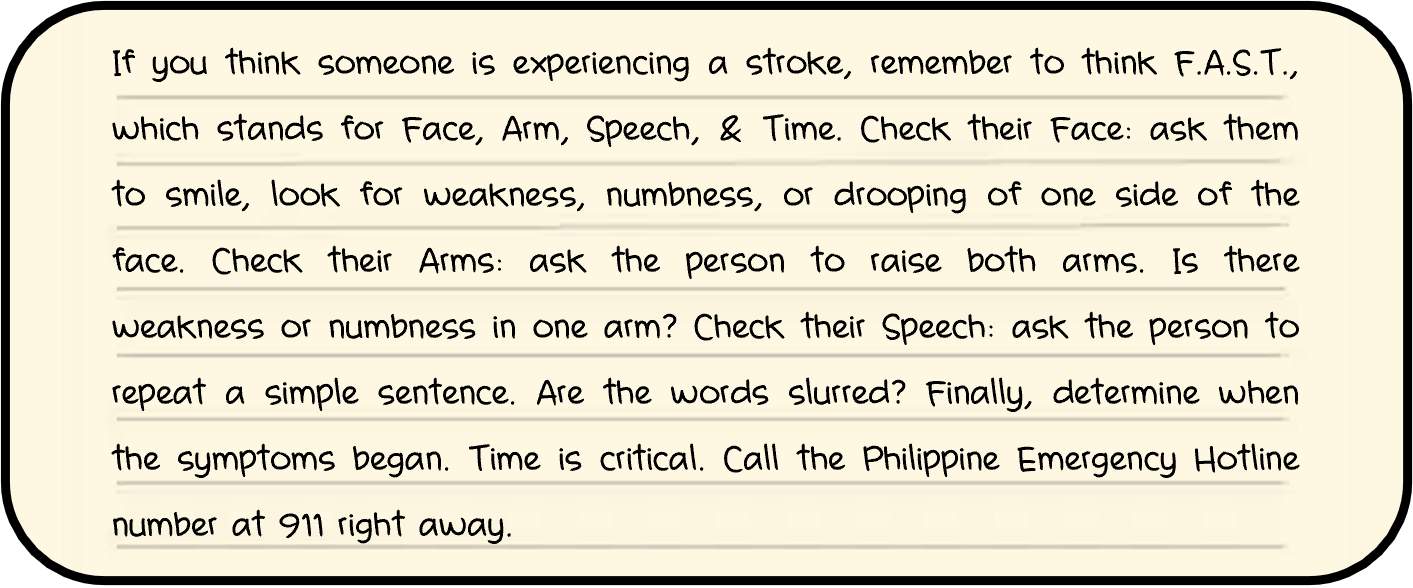 If you think someone is experiencing a stroke, remember to think F.A.S.T.,
which stands for Face, Arm, Speech, & Time. Check their Face: ask them
to smile, look for weakness, numbness, or drooping of one side of the
face. Check their Arms: ask the person to raise both arms. Is there
weakness or numbness in one arm? Check their Speech: ask the person to
repeat a simple sentence. Are the words slurred? Finally, determine when
the symptoms began. Time is critical. Call the Philippine Emergency Hotline
number at 911 right away.